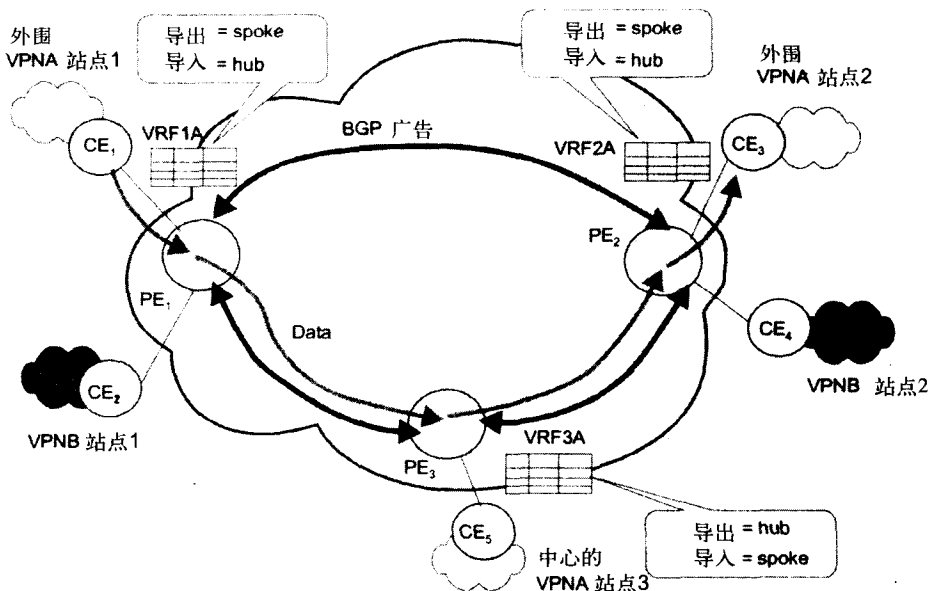 外围
VPNA 站点1
导出 = spoke
导入 = hub
导出 = spoke
导入 = hub
外围
VPNA 站点2
CE1
VRF1A
BGP 广告
VRF2A
CE3
PE1
PE2
Data
CE2
VPNB 站点1
CE4
VPNB 站点2
PE3
VRF3A
CE5
中心的
VPNA 站点3
导出 = hub
导入 = spoke